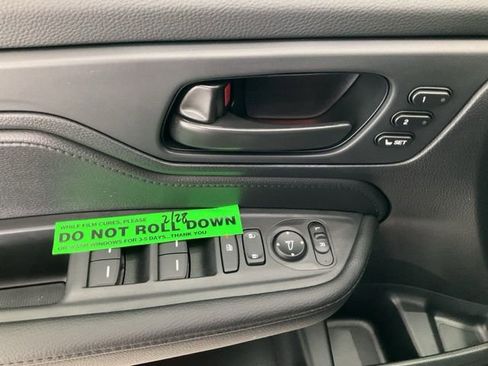 1
2
SET
WHILE FILM CURES, PLEASE 2/28
DO NOT ROLL DOWN
WINDOWS FOR 3-5 DAYS...THANK YOU